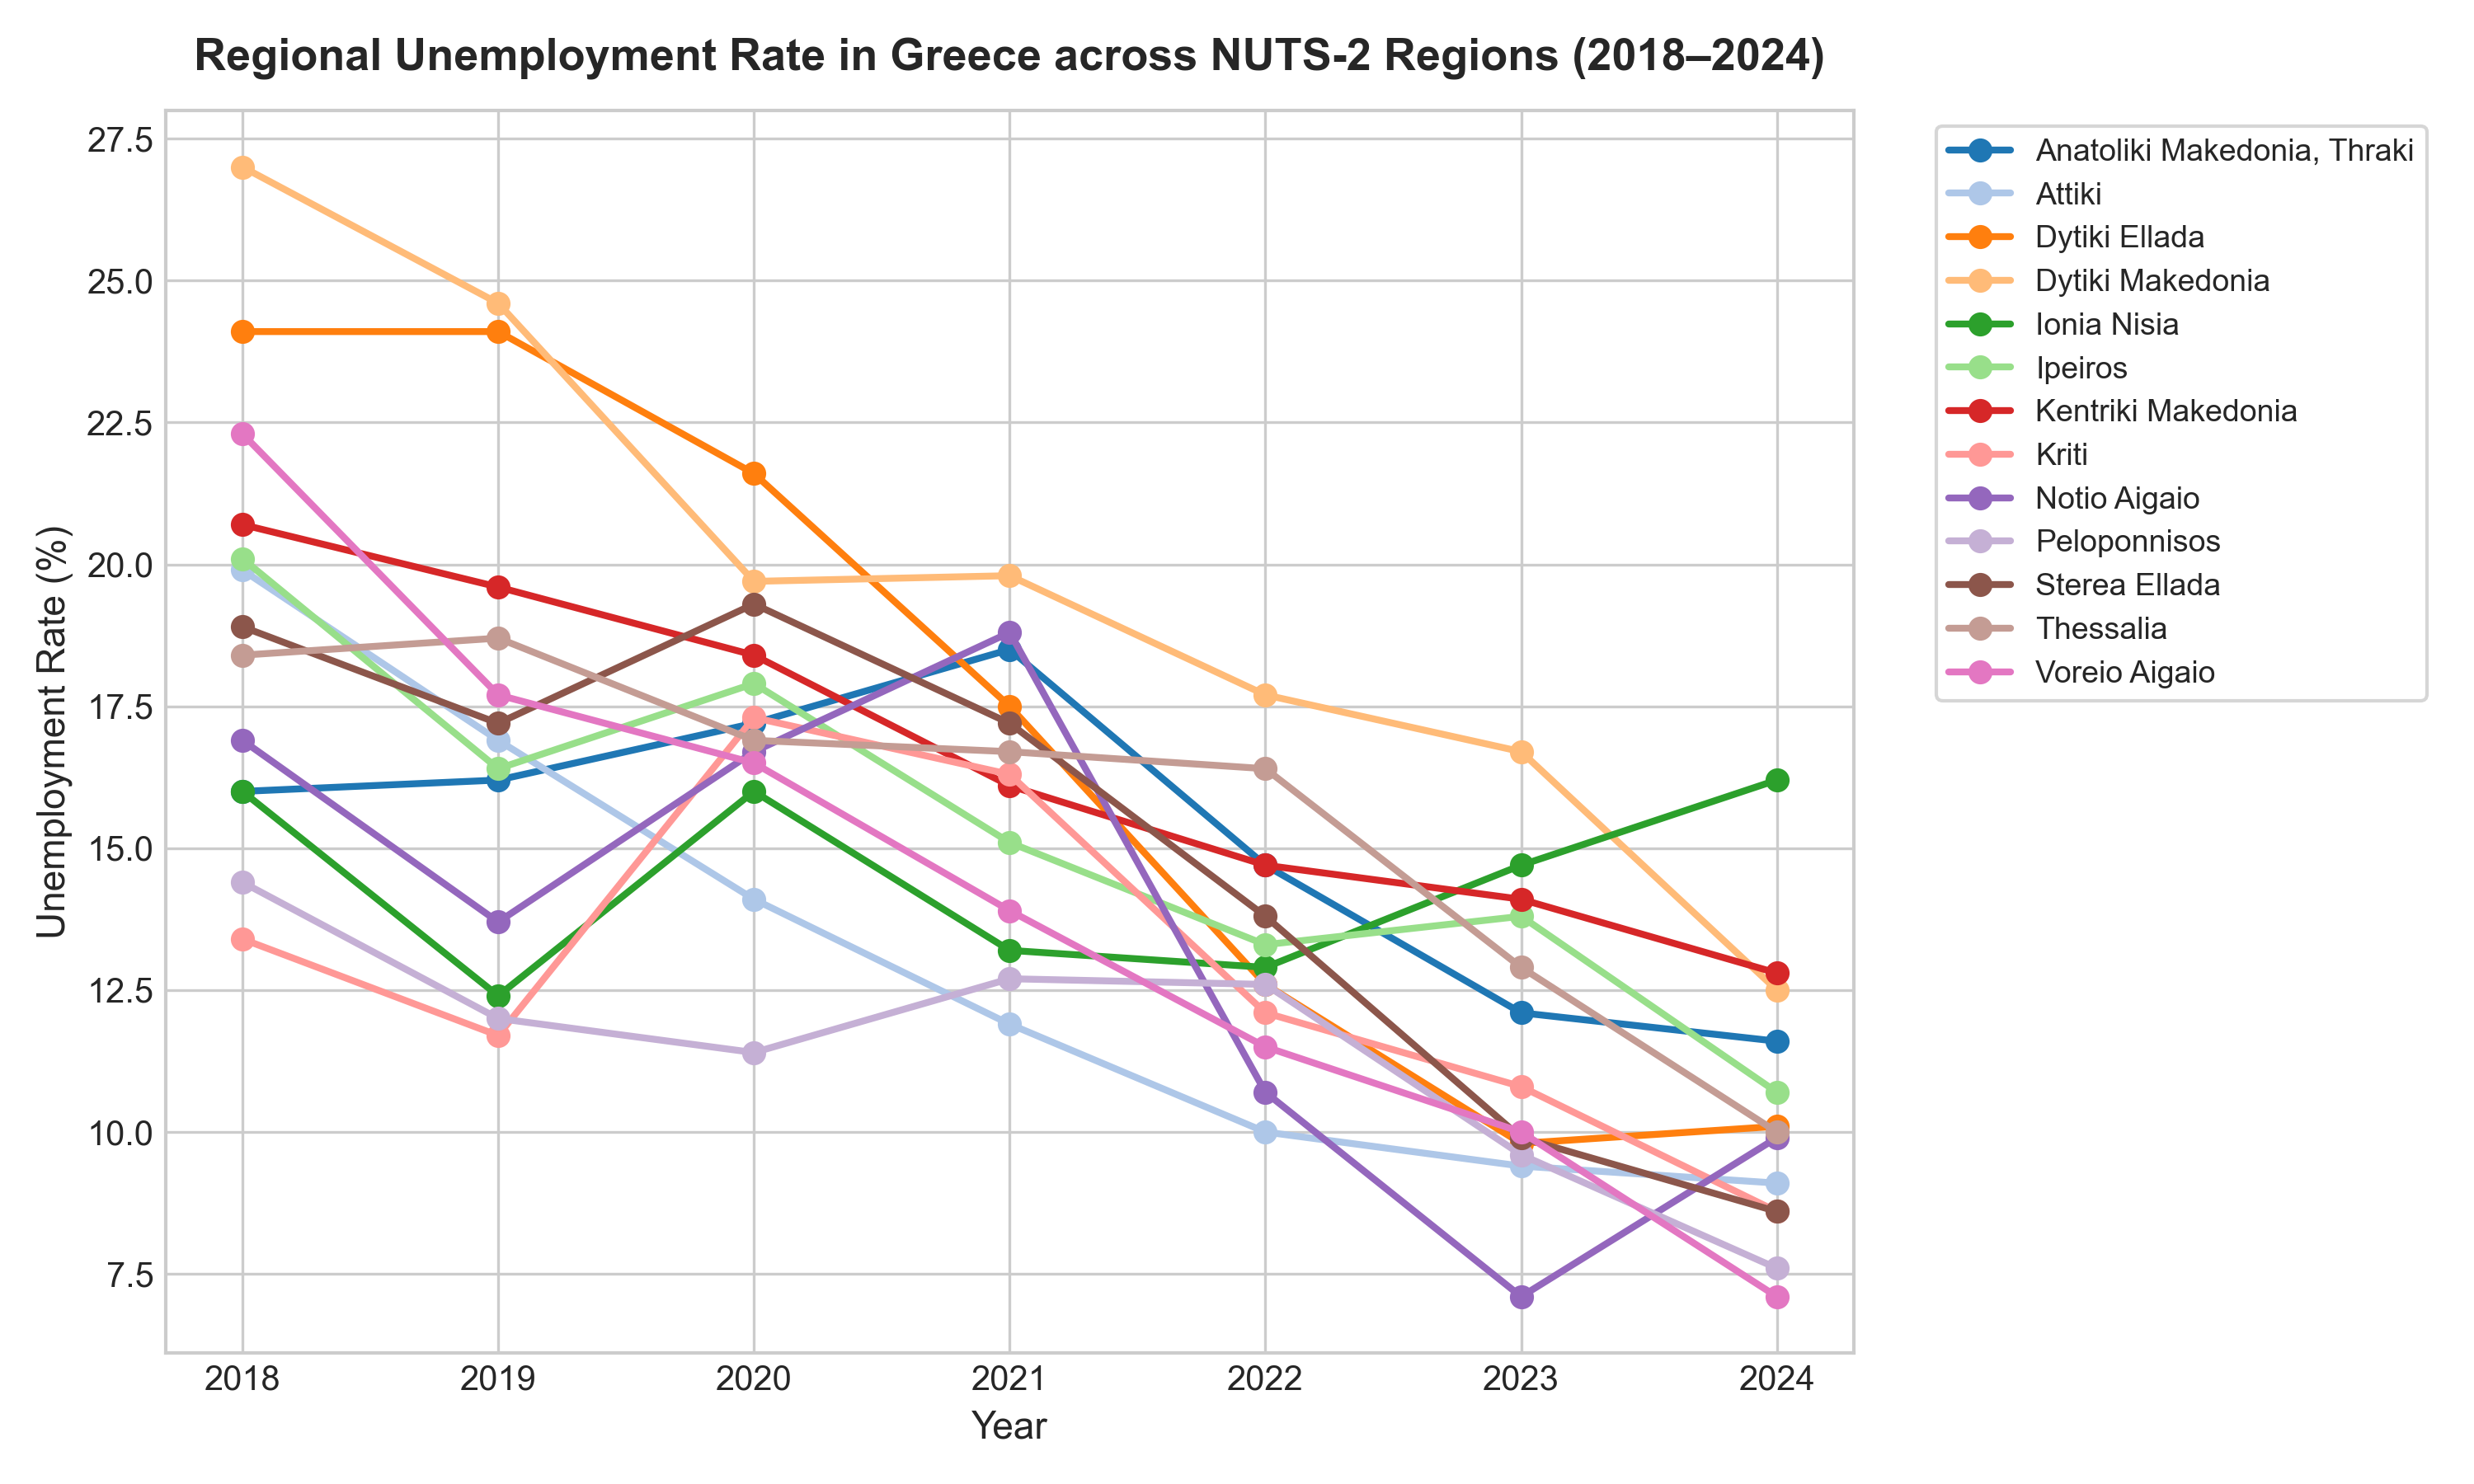 Regional Unemployment Rate in Greece across NUTS-2 Regions (2018–2024)
27.5
25.0
22.5
20.0
17.5
15.0
12.5
10.0
7.5
Unemployment Rate (%)
2018 2019 2020 2021 2022 2023 2024
Year
Anatoliki Makedonia, Thraki
Attiki
Dytiki Ellada
Dytiki Makedonia
Ionia Nisia
Ipeiros
Kentriki Makedonia
Kriti
Notio Aigaio
Peloponnisos
Sterea Ellada
Thessalia
Voreio Aigaio